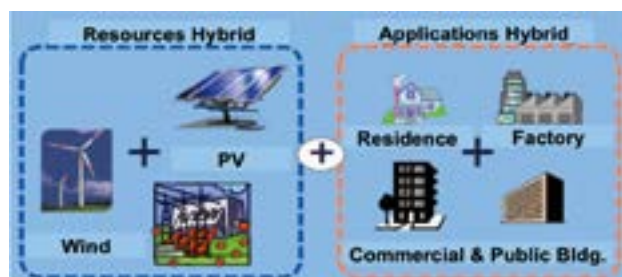 Resources Hybrid
PV
Wind
Applications Hybrid
Residence
Factory
Commercial & Public Bldg.